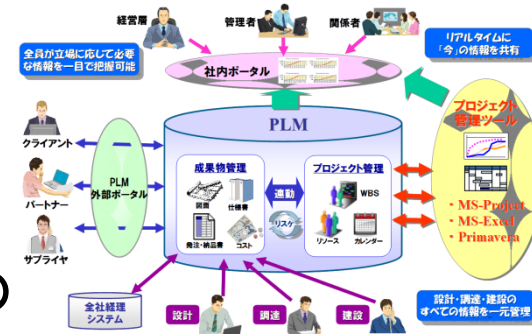 経営層
管理者
関係者
全員が立場に応じて必要
な情報を一目で把握可能
リアルタイムに
「今」の情報を共有
社内ポータル
プロジェクト
管理ツール
PLM
クライアント
パートナー
サプライヤ
PLM
外部ポータル
成果物管理
図面
仕様書
発注・納品書
コスト
連動
リスケ
プロジェクト管理
WBS
リソース
カレンダー
・MS-Project
・MS-Excel
・Primavera
全社経理
システム
設計
調達
建設
設計・調達・建設の
すべての情報を一元管理